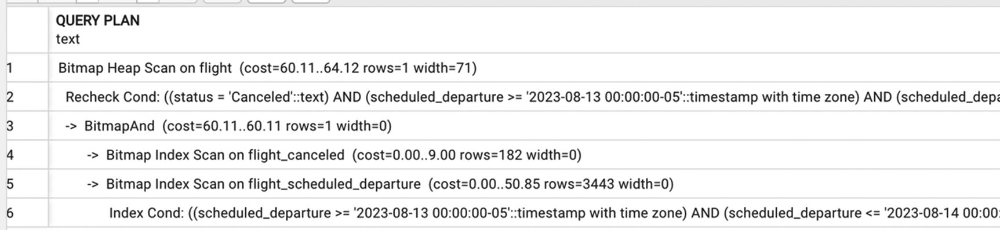 QUERY PLAN
text
1 Bitmap Heap Scan on flight (cost=60.11..64.12 rows=1 width=71)
2 Recheck Cond: ((status = 'Canceled'::text) AND (scheduled_departure >= '2023-08-13 00:00:00-05'::timestamp with time zone) AND (scheduled_depa
3 -> BitmapAnd (cost=60.11..60.11 rows=1 width=0)
4 -> Bitmap Index Scan on flight_canceled (cost=0.00..9.00 rows=182 width=0)
5 -> Bitmap Index Scan on flight_scheduled_departure (cost=0.00..50.85 rows=3443 width=0)
6 Index Cond: ((scheduled_departure >= '2023-08-13 00:00:00-05'::timestamp with time zone) AND (scheduled_departure <= '2023-08-14 00:00: